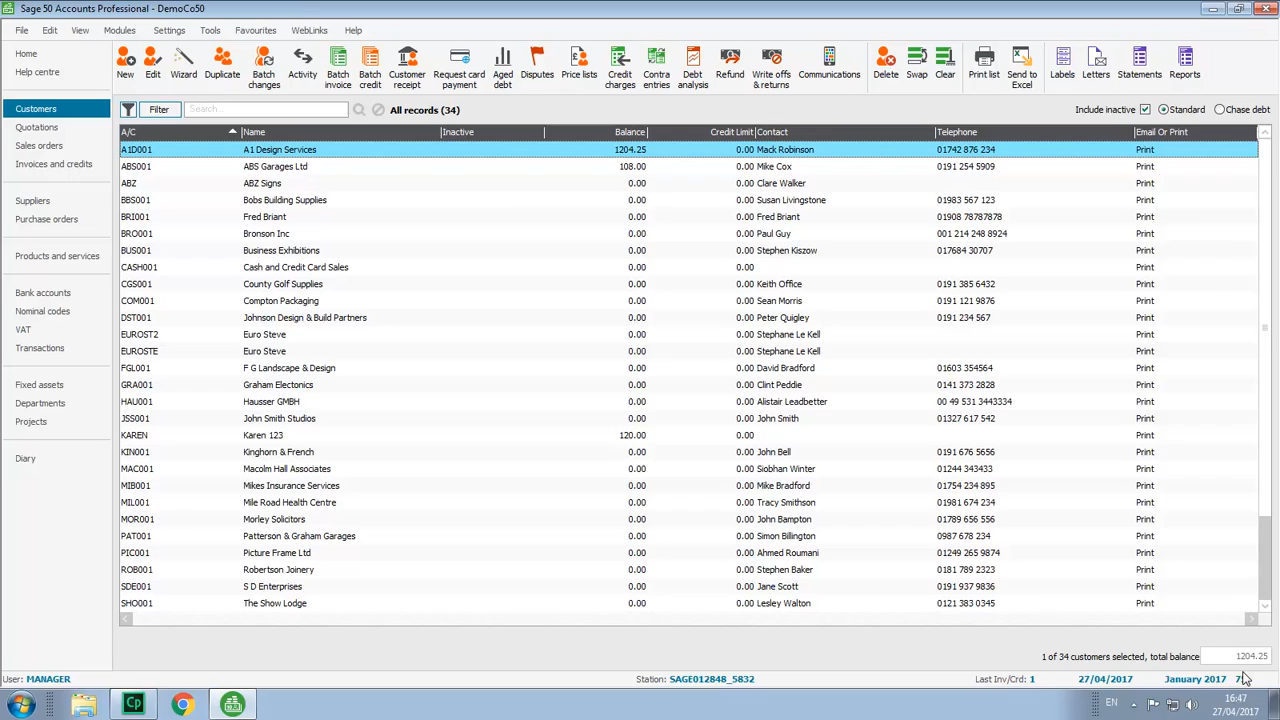 Sage 50 Accounts Professional - DemoCo50
File Edit View Modules Settings Tools Favourites WebLinks Help
Home
Help centre
Customers
Quotations
Sales orders
Invoices and credits
Suppliers
Purchase orders
Products and services
Bank accounts
Nominal codes
VAT
Transactions
Fixed assets
Departments
Projects
Diary
New Edit Wizard Duplicate Batch changes Activity Batch invoice Batch credit Customer receipt Request card payment Aged debt Disputes Price lists Credit charges Contra entries Debt analysis Refund Write offs & returns Communications Delete Swap Clear Print list Send to Excel Labels Letters Statements Reports
Filter Search... All records (34) Include inactive Standard Chase debt
A/C Name Inactive Balance Credit Limit Contact Telephone Email Or Print
A1D001 A1 Design Services 1204.25 0.00 Mack Robinson 01742 876 234 Print
ABS001 ABS Garages Ltd 108.00 0.00 Mike Cox 0191 254 5909 Print
ABZ ABZ Signs 0.00 0.00 Clare Walker Print
BBS001 Bobs Building Supplies 0.00 0.00 Susan Livingstone 01983 567 123 Print
BRI001 Fred Briant 0.00 0.00 Fred Briant 01908 78787878 Print
BRO001 Bronson Inc 0.00 0.00 Paul Guy 001 214 248 8924 Print
BUS001 Business Exhibitions 0.00 0.00 Stephen Kiszow 017684 30707 Print
CASH001 Cash and Credit Card Sales 0.00 0.00 Print
CGS001 County Golf Supplies 0.00 0.00 Keith Office 0191 385 6432 Print
COM001 Compton Packaging 0.00 0.00 Sean Morris 0191 121 9876 Print
DST001 Johnson Design & Build Partners 0.00 0.00 Peter Quigley 0191 234 567 Print
EUROST2 Euro Steve 0.00 0.00 Stephane Le Kell Print
EUROSTE Euro Steve 0.00 0.00 Stephane Le Kell Print
FGL001 F G Landscape & Design 0.00 0.00 David Bradford 01603 354564 Print
GRA001 Graham Electonics 0.00 0.00 Clint Peddie 0141 373 2828 Print
HAU001 Hausser GMBH 0.00 0.00 Alistair Leadbetter 00 49 531 3443334 Print
JSS001 John Smith Studios 0.00 0.00 John Smith 01327 617 542 Print
KAREN Karen 123 120.00 0.00 Print
KIN001 Kinghorn & French 0.00 0.00 John Bell 0191 676 5656 Print
MAC001 Macolm Hall Associates 0.00 0.00 Siobhan Winter 01244 343433 Print
MIB001 Mikes Insurance Services 0.00 0.00 Mike Bradford 01754 234 895 Print
MIL001 Mile Road Health Centre 0.00 0.00 Tracy Smithson 01981 674 234 Print
MOR001 Morley Solicitors 0.00 0.00 John Bampton 01789 656 556 Print
PAT001 Patterson & Graham Garages 0.00 0.00 Simon Billington 0987 678 234 Print
PIC001 Picture Frame Ltd 0.00 0.00 Ahmed Roumani 01249 265 9874 Print
ROB001 Robertson Joinery 0.00 0.00 Stephen Baker 0181 789 2323 Print
SDE001 S D Enterprises 0.00 0.00 Jane Scott 0191 937 9836 Print
SHO001 The Show Lodge 0.00 0.00 Lesley Walton 0121 383 0345 Print
1 of 34 customers selected, total balance 1204.25
User: MANAGER Station: SAGE012848_5832 Last Inv/Crd: 1 27/04/2017 January 2017
Cp EN 16:47
27/04/2017